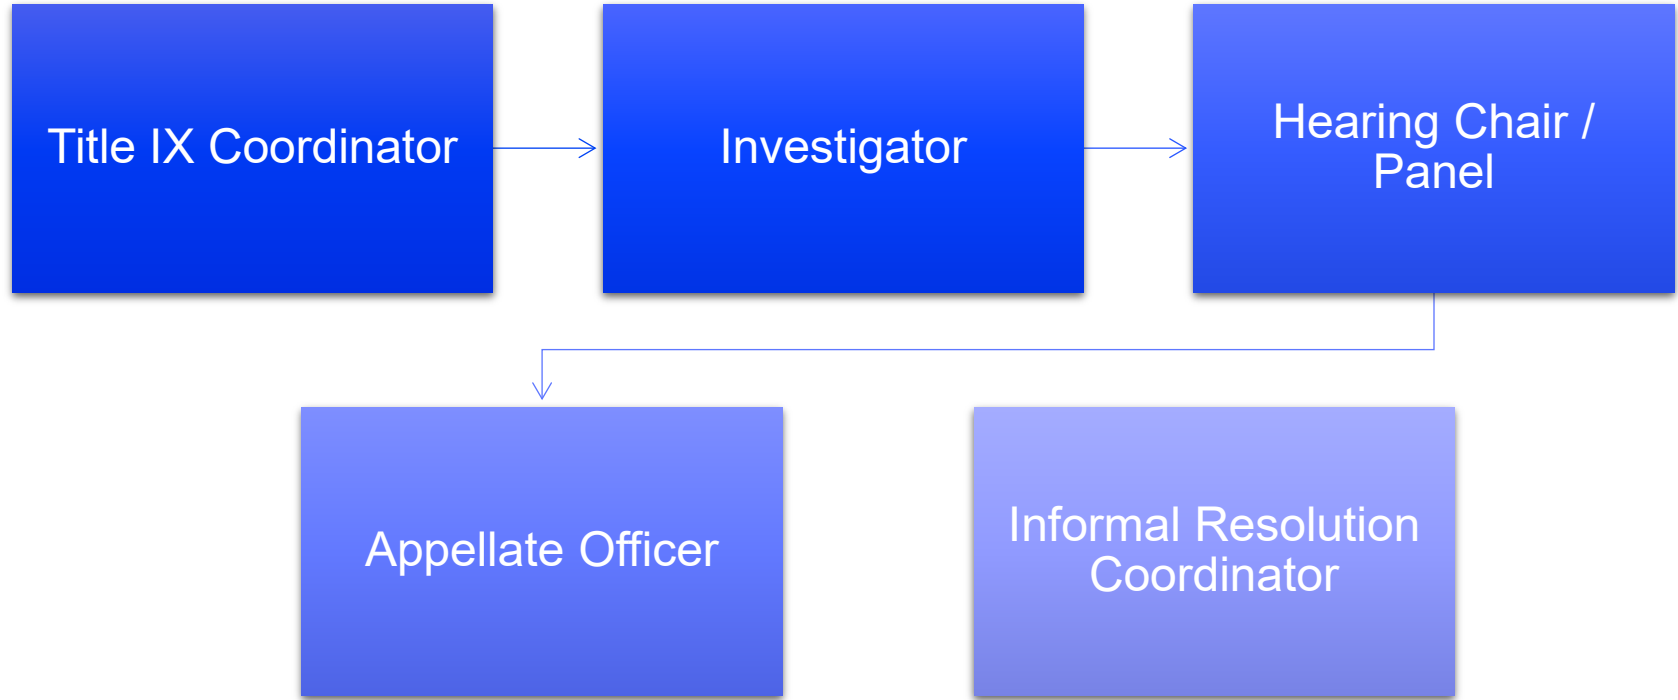 Title IX Coordinator
Investigator
Hearing Chair /
Panel
Appellate Officer
Informal Resolution
Coordinator